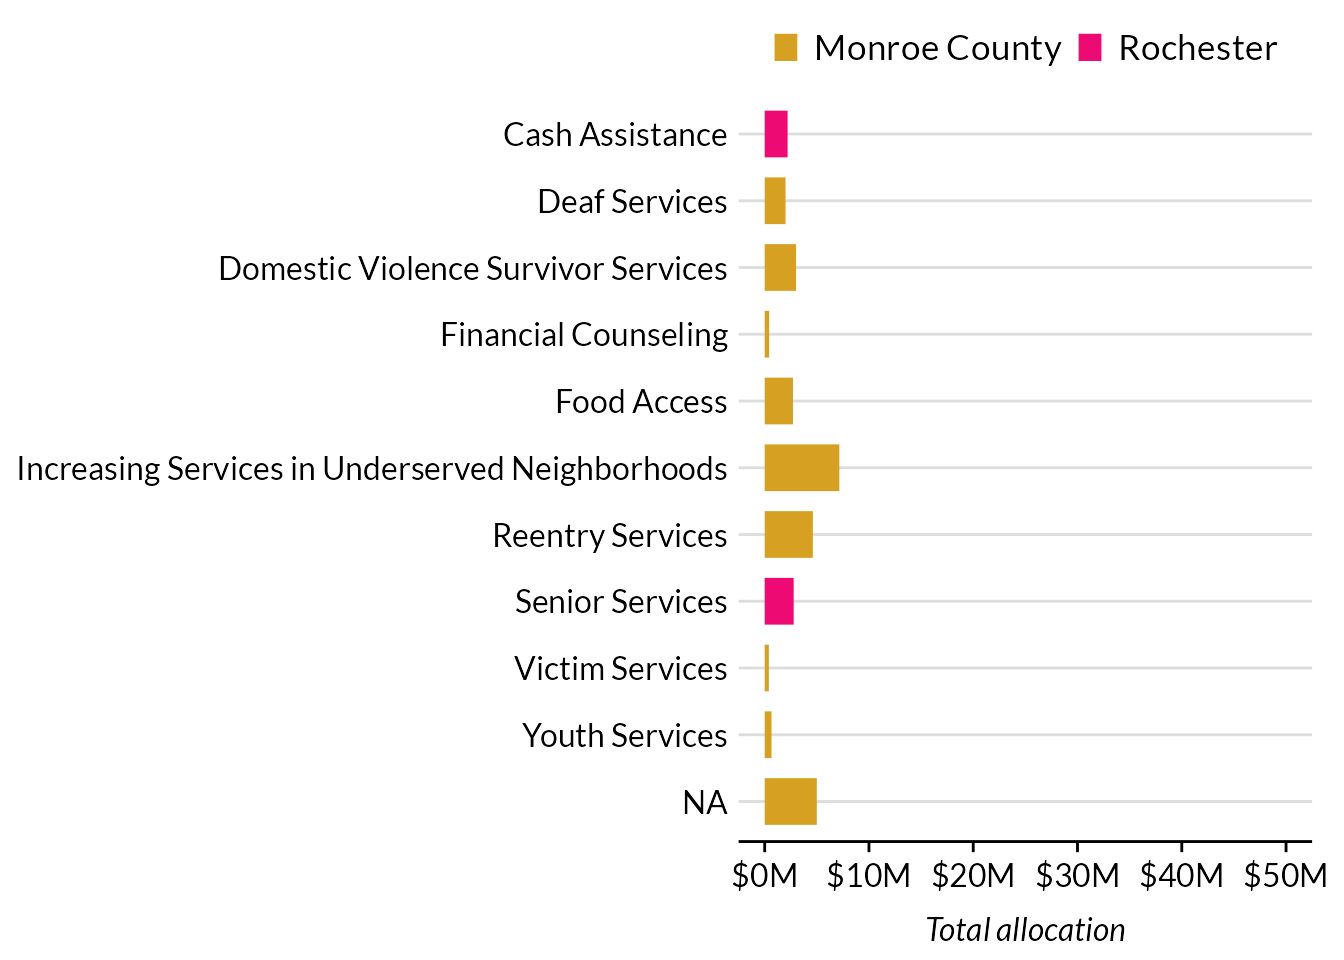 Monroe County Rochester
Cash Assistance
Deaf Services
Domestic Violence Survivor Services
Financial Counseling
Food Access
Increasing Services in Underserved Neighborhoods
Reentry Services
Senior Services
Victim Services
Youth Services
NA
$0M $10M $20M $30M $40M $50M
Total allocation